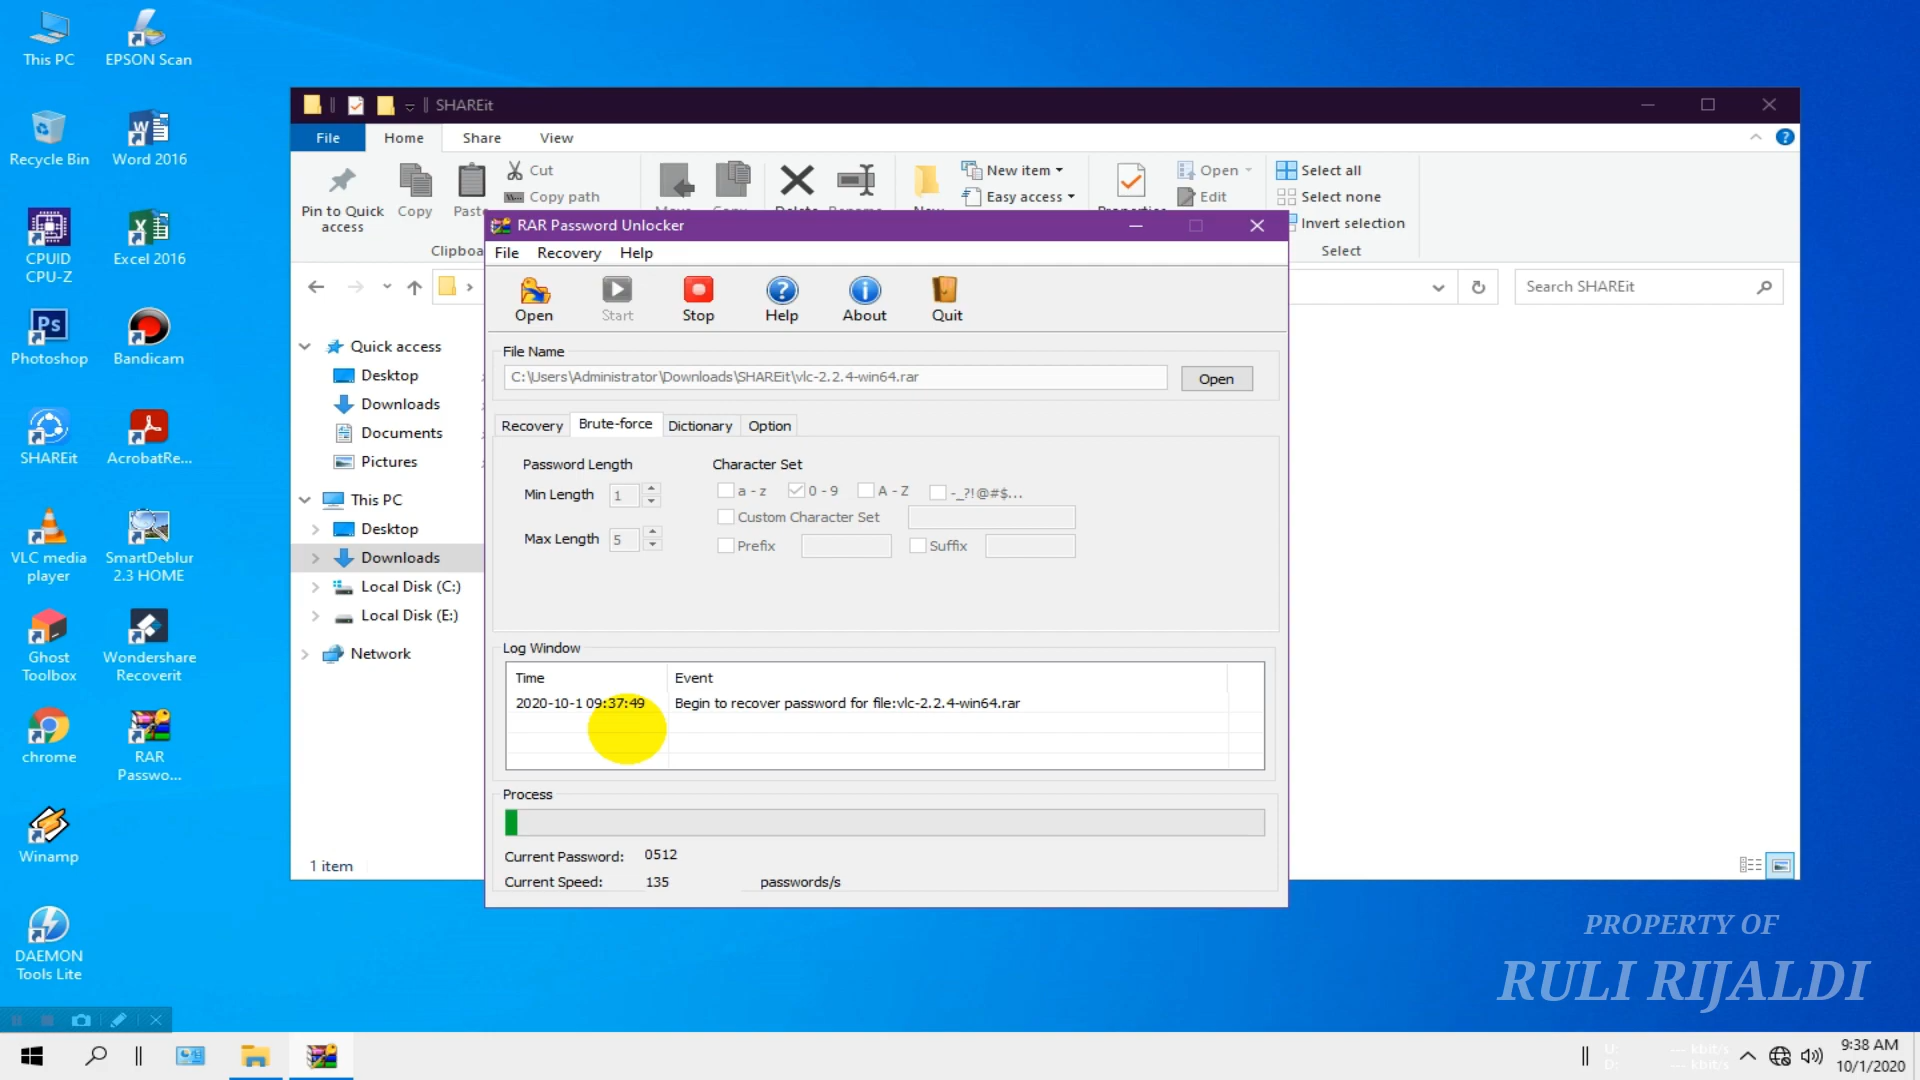 This PC
EPSON Scan
Recycle Bin
Word 2016
CPUID
CPU-Z
Excel 2016
Photoshop
Bandicam
SHAREit
AcrobatRe...
VLC media
player
SmartDeblur
2.3 HOME
Ghost
Toolbox
Wondershare
Recoverit
chrome
RAR
Passwo...
Winamp
DAEMON
Tools Lite
SHAREit
File
Home
Share
View
Pin to Quick
access
Copy
Paste
Cut
Copy path
New item
Easy access
Open
Edit
Select all
Select none
Invert selection
Select
Search SHAREit
Quick access
Desktop
Downloads
Documents
Pictures
This PC
Desktop
Downloads
Local Disk (C:)
Local Disk (E:)
Network
1 item
RAR Password Unlocker
File
Recovery
Help
Open
Start
Stop
Help
About
Quit
File Name
C:\Users\Administrator\Downloads\SHAREit\vlc-2.2.4-win64.rar
Open
Recovery
Brute-force
Dictionary
Option
Password Length
Character Set
Min Length
1
a - z
0 - 9
A - Z
-_?!@#$...
Custom Character Set
Max Length
5
Prefix
Suffix
Log Window
Time
Event
2020-10-1 09:37:49
Begin to recover password for file:vlc-2.2.4-win64.rar
Process
Current Password:
0512
Current Speed:
135
passwords/s
PROPERTY OF
RULI RIJALDI
U:
--- kbit/s
D:
--- kbit/s
9:38 AM
10/1/2020